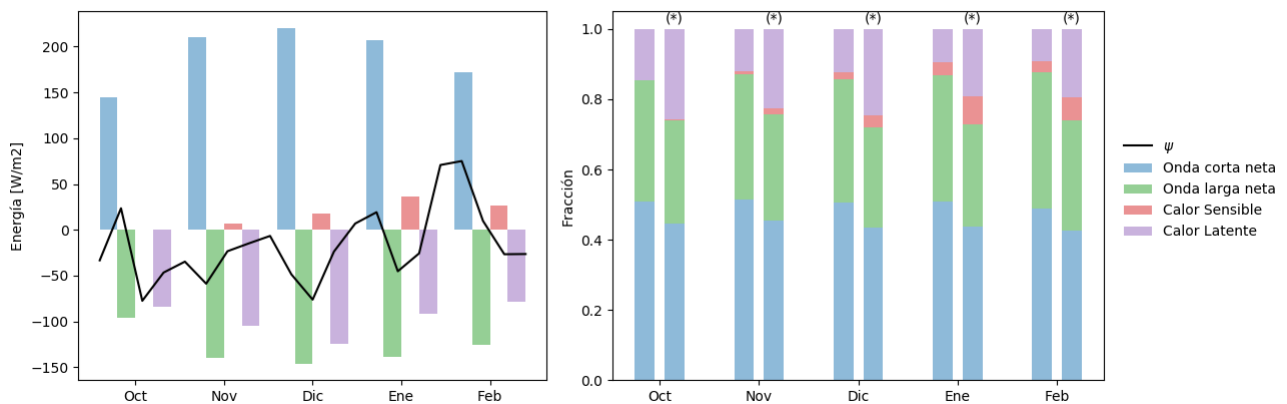 200
150
100
50
0
−50
−100
−150
Energía [W/m2]
Oct Nov Dic Ene Feb
(*) (*) (*) (*) (*)
1.0
0.8
0.6
0.4
0.2
0.0
Fracción
Oct Nov Dic Ene Feb
ψ
Onda corta neta
Onda larga neta
Calor Sensible
Calor Latente